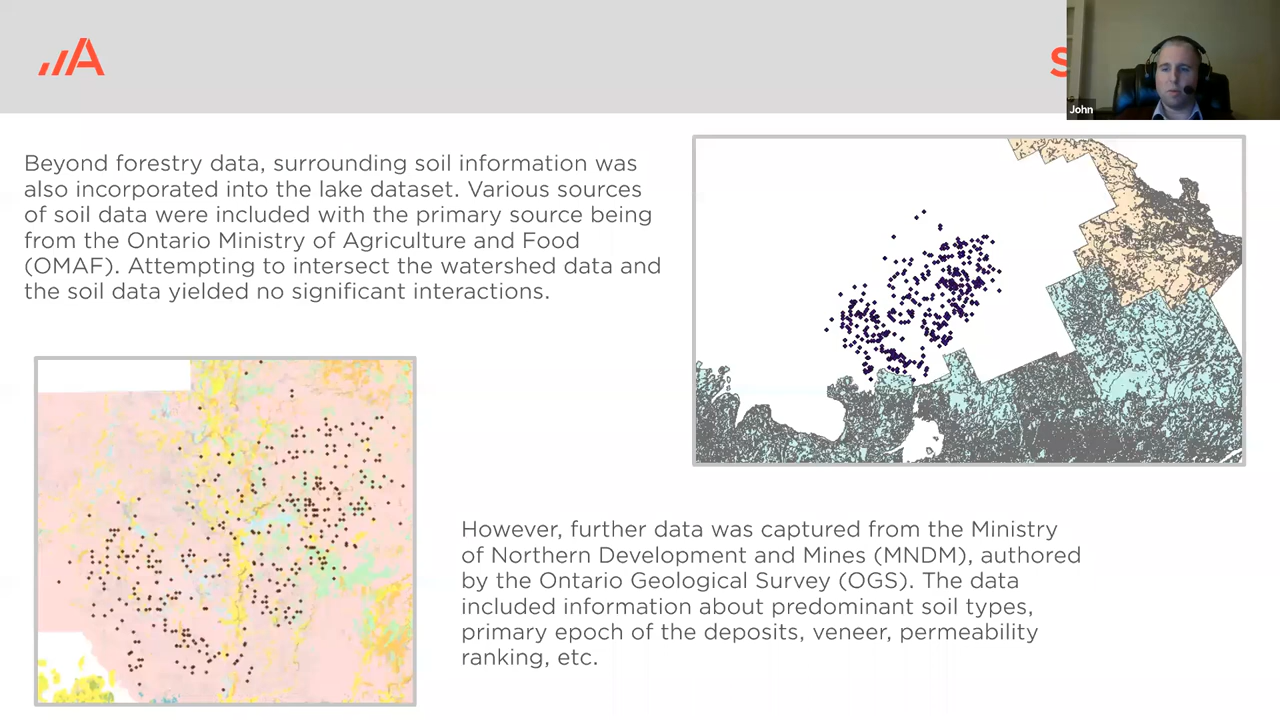 S
John
Beyond forestry data, surrounding soil information was
also incorporated into the lake dataset. Various sources
of soil data were included with the primary source being
from the Ontario Ministry of Agriculture and Food
(OMAF). Attempting to intersect the watershed data and
the soil data yielded no significant interactions.
However, further data was captured from the Ministry
of Northern Development and Mines (MNDM), authored
by the Ontario Geological Survey (OGS). The data
included information about predominant soil types,
primary epoch of the deposits, veneer, permeability
ranking, etc.